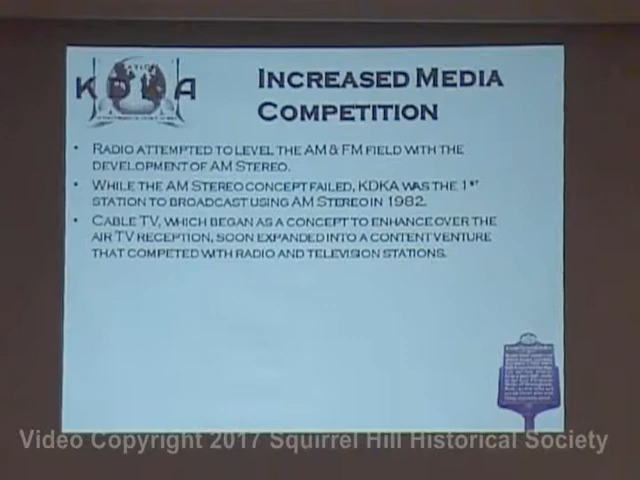 KDKA
INCREASED MEDIA
COMPETITION
• RADIO ATTEMPTED TO LEVEL THE AM & FM FIELD WITH THE
DEVELOPMENT OF AM STEREO.
• WHILE THE AM STEREO CONCEPT FAILED, KDKA WAS THE 1ST
STATION TO BROADCAST USING AM STEREO IN 1982.
• CABLE TV, WHICH BEGAN AS A CONCEPT TO ENHANCE OVER THE
AIR TV RECEPTION, SOON EXPANDED INTO A CONTENT VENTURE
THAT COMPETED WITH RADIO AND TELEVISION STATIONS.
Video Copyright 2017 Squirrel Hill Historical Society